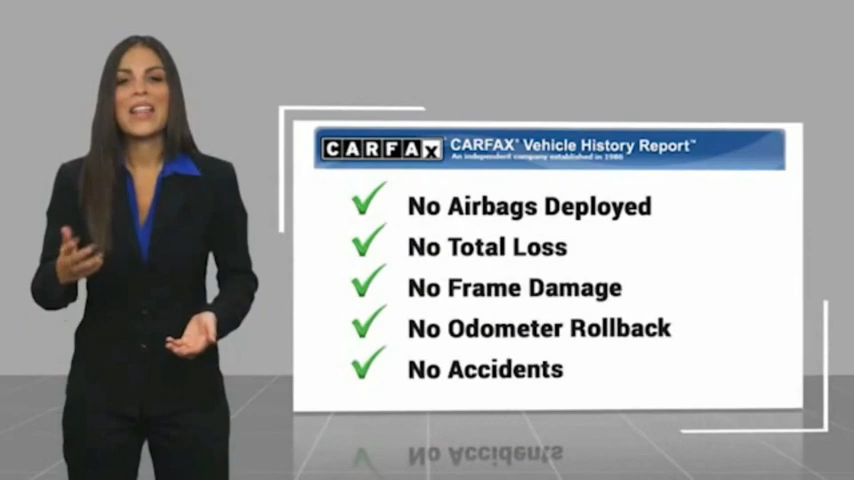 CARFAX CARFAX® Vehicle History Report™
An independent company established in 1986
No Airbags Deployed
No Total Loss
No Frame Damage
No Odometer Rollback
No Accidents
No Accidents